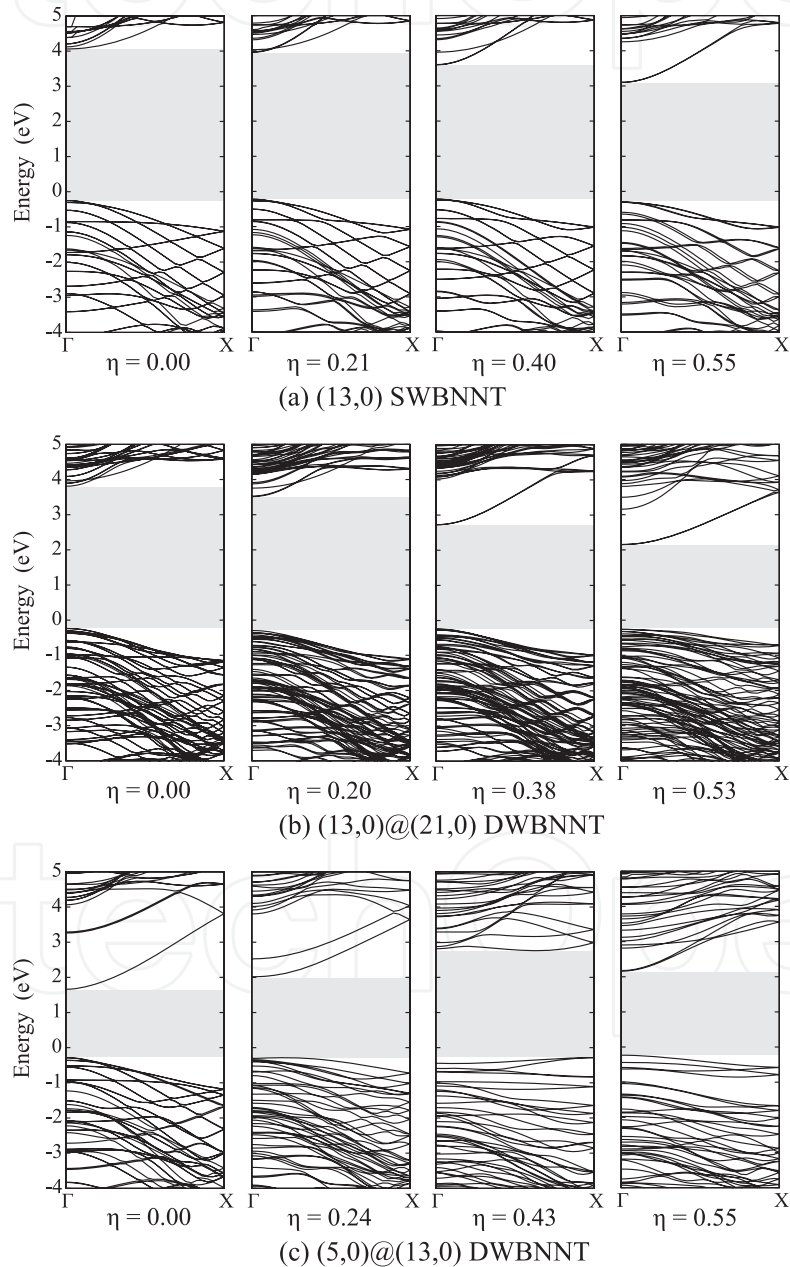 5
4
3
2
1
0
-1
-2
-3
-4
Energy (eV)
Γ X Γ X Γ X Γ X
η = 0.00 η = 0.21 η = 0.40 η = 0.55
(a) (13,0) SWBNNT
5
4
3
2
1
0
-1
-2
-3
-4
Energy (eV)
Γ X Γ X Γ X Γ X
η = 0.00 η = 0.20 η = 0.38 η = 0.53
(b) (13,0)@(21,0) DWBNNT
5
4
3
2
1
0
-1
-2
-3
-4
Energy (eV)
Γ X Γ X Γ X Γ X
η = 0.00 η = 0.24 η = 0.43 η = 0.55
(c) (5,0)@(13,0) DWBNNT